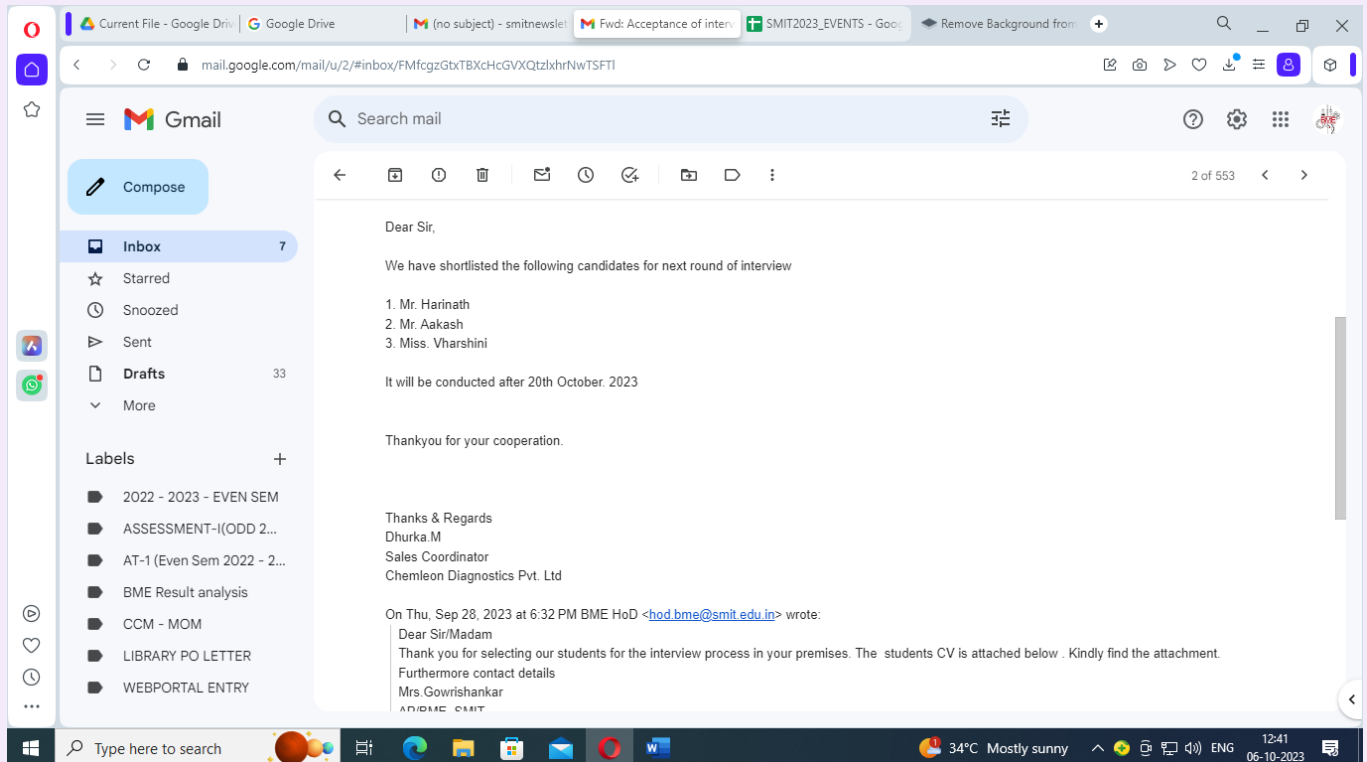 Current File - Google Driv
Google Drive
(no subject) - smitnewslet
Fwd: Acceptance of interv
SMIT2023_EVENTS - Goog
Remove Background from
mail.google.com/mail/u/2/#inbox/FMfcgzGtxTBXcHcGVXQtzlxhrNwTSFTl
Gmail
Search mail
Compose
2 of 553
Inbox 7
Starred
Snoozed
Sent
Drafts 33
More
Labels
2022 - 2023 - EVEN SEM
ASSESSMENT-I(ODD 2...
AT-1 (Even Sem 2022 - 2...
BME Result analysis
CCM - MOM
LIBRARY PO LETTER
WEBPORTAL ENTRY
Dear Sir,
We have shortlisted the following candidates for next round of interview
1. Mr. Harinath
2. Mr. Aakash
3. Miss. Vharshini
It will be conducted after 20th October. 2023
Thankyou for your cooperation.
Thanks & Regards
Dhurka.M
Sales Coordinator
Chemleon Diagnostics Pvt. Ltd
On Thu, Sep 28, 2023 at 6:32 PM BME HoD <hod.bme@smit.edu.in> wrote:
Dear Sir/Madam
Thank you for selecting our students for the interview process in your premises. The  students CV is attached below . Kindly find the attachment.
Furthermore contact details
Mrs.Gowrishankar
AP/BME, SMIT
Type here to search
34°C Mostly sunny
ENG
12:41
06-10-2023